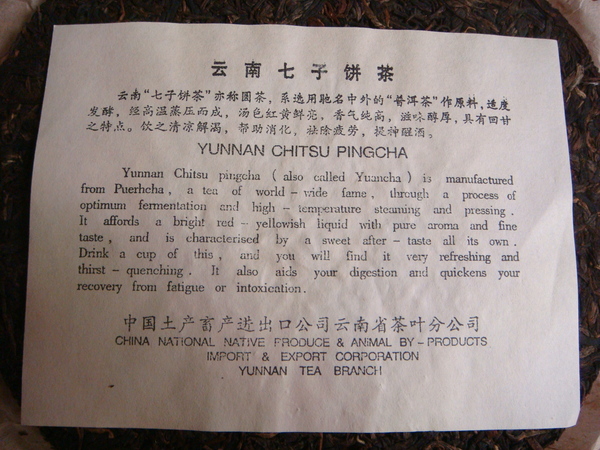 云南七子饼茶
云南“七子饼茶”亦称圆茶，系选用驰名中外的“普洱茶”作原料，适度
发酵，经高温蒸压而成，汤色红黄鲜亮，香气纯高，滋味醇厚，具有回甘
之特点。饮之清凉解渴，帮助消化，祛除疲劳，提神醒酒。
YUNNAN CHITSU PINGCHA
Yunnan Chitsu pingcha (also called Yuancha) is manufactured
from Puerhcha, a tea of world-wide fame, through a process of
optimum fermentation and high-temperature steaming and pressing.
It affords a bright red-yellowish liquid with pure aroma and fine
taste, and is characterised by a sweet after-taste all its own.
Drink a cup of this, and you will find it very refreshing and
thirst-quenching. It also aids your digestion and quickens your
recovery from fatigue or intoxication.
中国土产畜产进出口公司云南省茶叶分公司
CHINA NATIONAL NATIVE PRODUCE & ANIMAL BY-PRODUCTS
IMPORT & EXPORT CORPORATION
YUNNAN TEA BRANCH